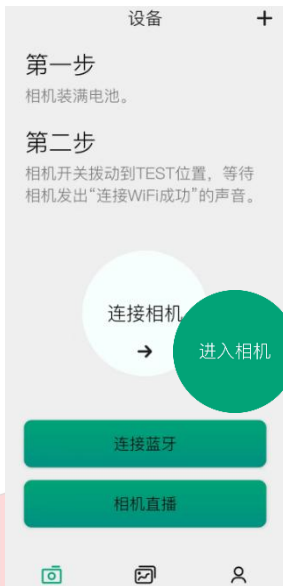 设备
第一步
相机装满电池。
第二步
相机开关拨动到TEST位置，等待
相机发出“连接WiFi成功”的声音。
连接相机
进入相机
连接蓝牙
相机直播